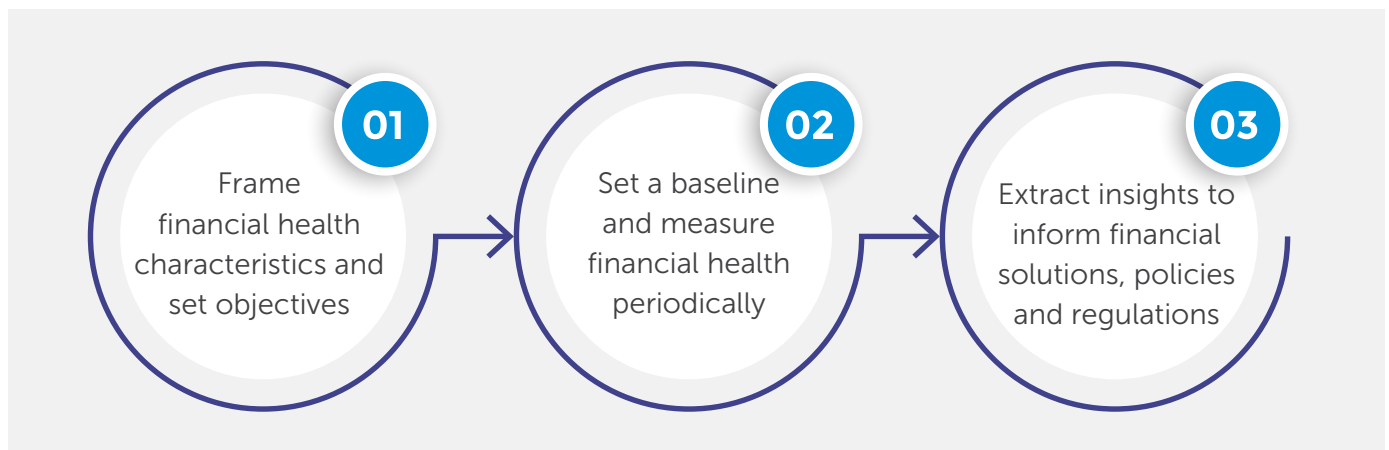 01
Frame
financial health
characteristics and
set objectives
02
Set a baseline
and measure
financial health
periodically
03
Extract insights to
inform financial
solutions, policies
and regulations